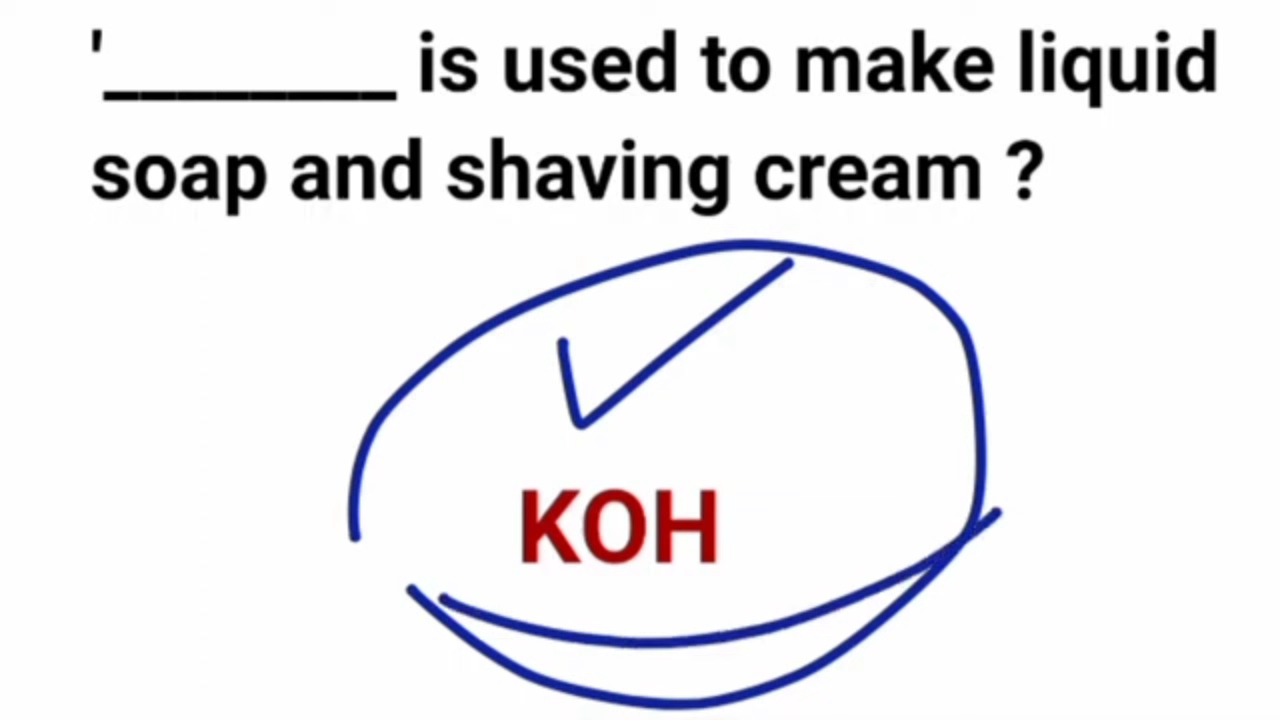 '________ is used to make liquid
soap and shaving cream ?
KOH